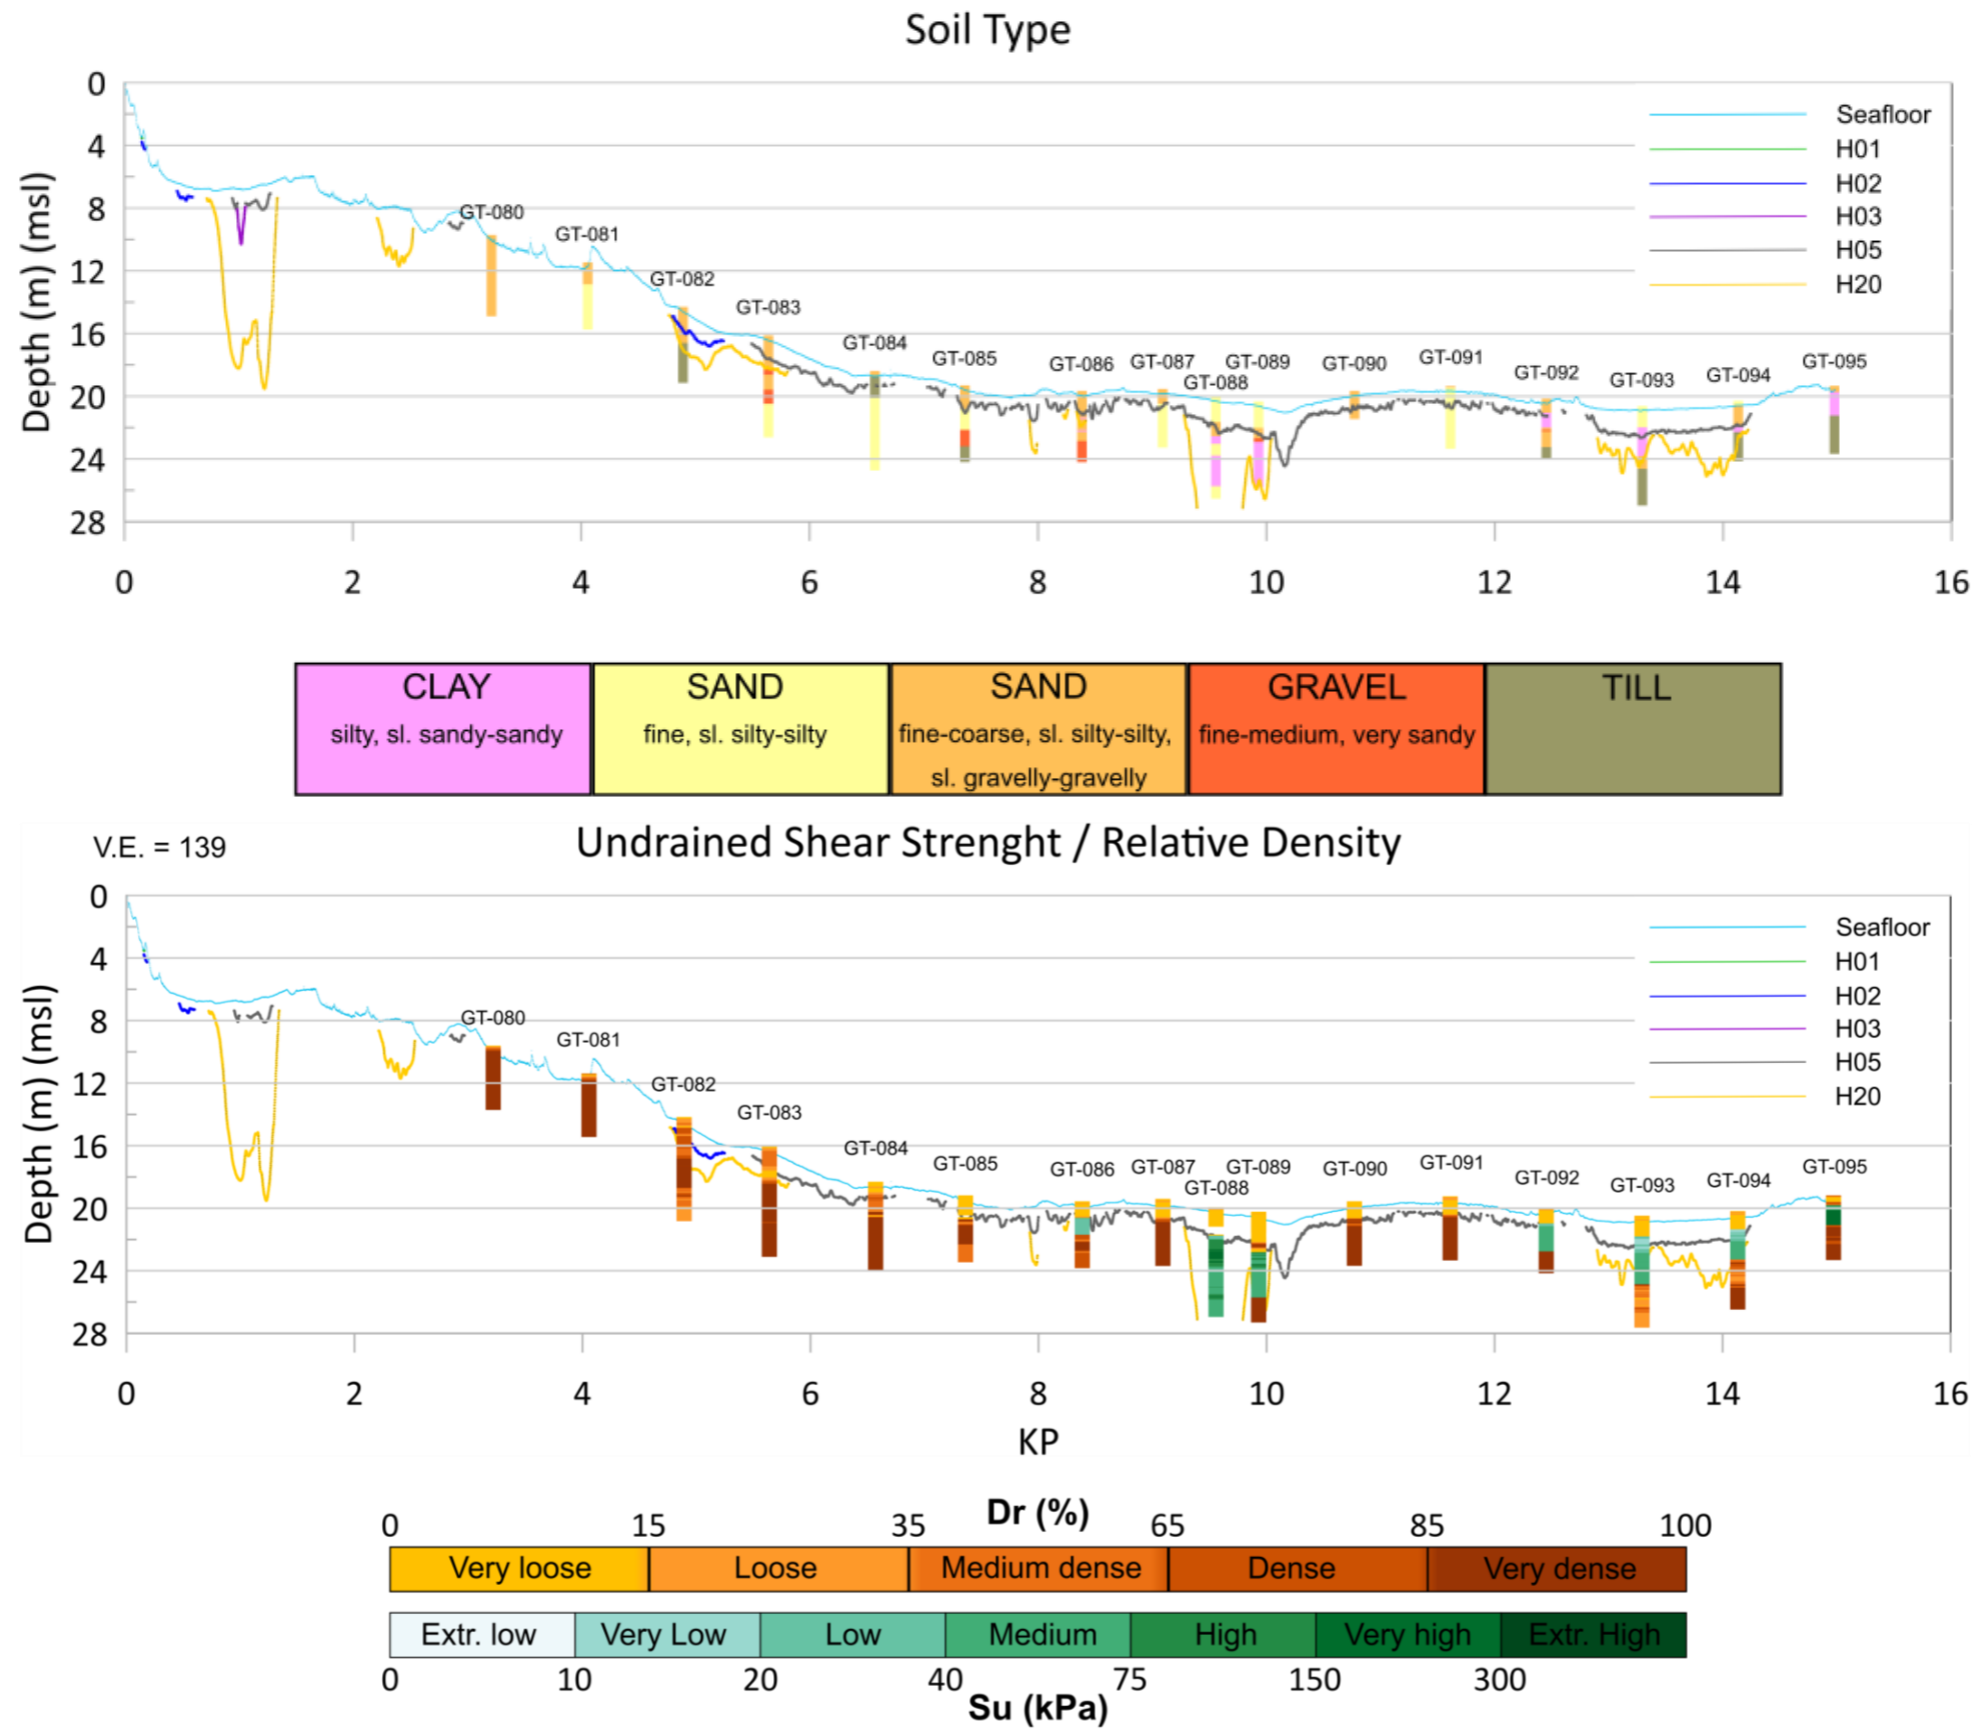 Soil Type
Depth (m) (msl)
0
4
8
12
16
20
24
28
0 2 4 6 8 10 12 14 16
Seafloor
H01
H02
H03
H05
H20
GT-080
GT-081
GT-082
GT-083
GT-084
GT-085
GT-086
GT-087
GT-088
GT-089
GT-090
GT-091
GT-092
GT-093
GT-094
GT-095
CLAY
silty, sl. sandy-sandy
SAND
fine, sl. silty-silty
SAND
fine-coarse, sl. silty-silty,
sl. gravelly-gravelly
GRAVEL
fine-medium, very sandy
TILL
V.E. = 139
Undrained Shear Strenght / Relative Density
Depth (m) (msl)
0
4
8
12
16
20
24
28
0 2 4 6 8 10 12 14 16
KP
Seafloor
H01
H02
H03
H05
H20
GT-080
GT-081
GT-082
GT-083
GT-084
GT-085
GT-086
GT-087
GT-088
GT-089
GT-090
GT-091
GT-092
GT-093
GT-094
GT-095
Dr (%)
0 15 35 65 85 100
Very loose Loose Medium dense Dense Very dense
Extr. low Very Low Low Medium High Very high Extr. High
0 10 20 40 75 150 300
Su (kPa)